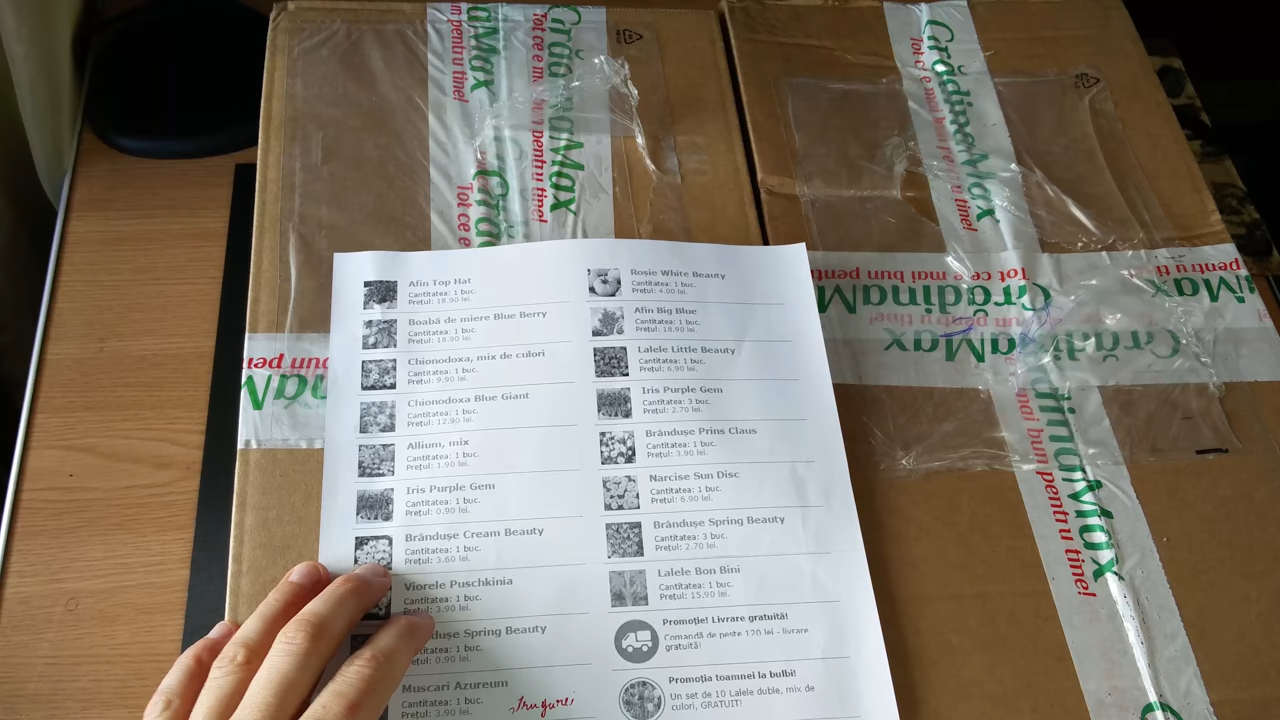 GrădinaMax
Tot ce e mai bun pentru tine!
Afin Top Hat
Cantitatea: 1 buc.
Prețul: 18.90 lei.
Boabă de miere Blue Berry
Cantitatea: 1 buc.
Prețul: 18.90 lei.
Chionodoxa, mix de culori
Cantitatea: 1 buc.
Prețul: 9.90 lei.
Chionodoxa Blue Giant
Cantitatea: 1 buc.
Prețul: 12.90 lei.
Allium, mix
Cantitatea: 1 buc.
Prețul: 1.90 lei.
Iris Purple Gem
Cantitatea: 1 buc.
Prețul: 0.90 lei.
Brândușe Cream Beauty
Cantitatea: 1 buc.
Prețul: 3.60 lei.
Viorele Puschkinia
Cantitatea: 1 buc.
Prețul: 3.90 lei.
dușe Spring Beauty
Cantitatea: 1 buc.
Prețul: 0.90 lei.
Muscari Azureum
Cantitatea: 1 buc.
Prețul: 3.90 lei.
Roșie White Beauty
Cantitatea: 1 buc.
Prețul: 4.00 lei.
Afin Big Blue
Cantitatea: 1 buc.
Prețul: 18.90 lei.
Lalele Little Beauty
Cantitatea: 1 buc.
Prețul: 6.90 lei.
Iris Purple Gem
Cantitatea: 3 buc.
Prețul: 2.70 lei.
Brândușe Prins Claus
Cantitatea: 1 buc.
Prețul: 3.90 lei.
Narcise Sun Disc
Cantitatea: 1 buc.
Prețul: 6.90 lei.
Brândușe Spring Beauty
Cantitatea: 3 buc.
Prețul: 2.70 lei.
Lalele Bon Bini
Cantitatea: 1 buc.
Prețul: 15.90 lei.
Promoție! Livrare gratuită!
Comandă de peste 120 lei - livrare
gratuită!
Promoția toamnei la bulbi!
Un set de 10 Lalele duble, mix de
culori, GRATUIT!